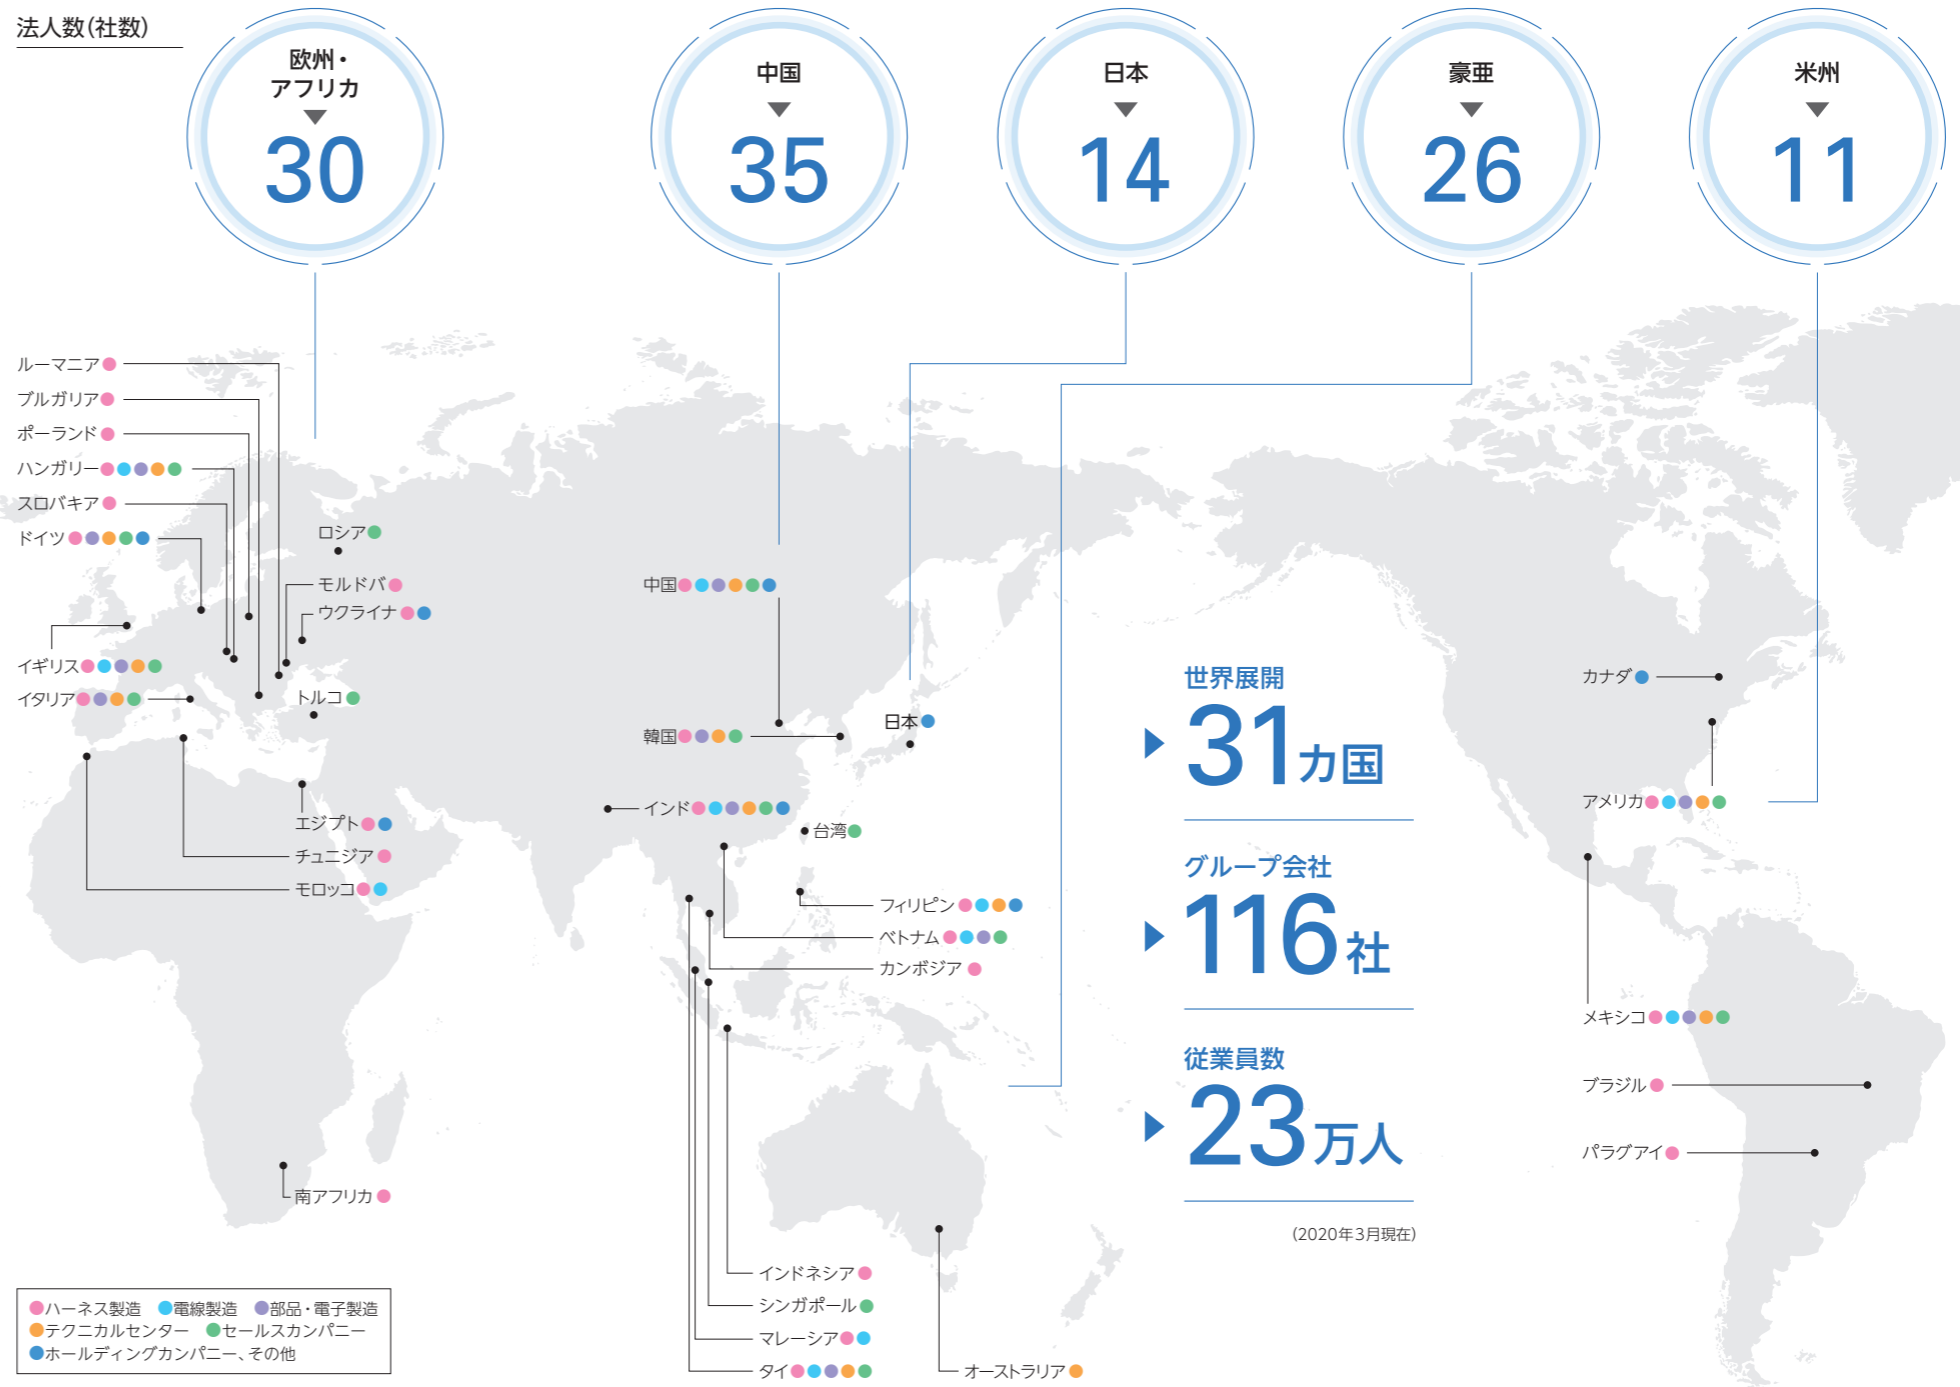 法人数（社数）
欧州・
アフリカ
30
中国
35
日本
14
豪亜
26
米州
11
ルーマニア
ブルガリア
ポーランド
ハンガリー
スロバキア
ドイツ
イギリス
イタリア
ロシア
モルドバ
ウクライナ
トルコ
エジプト
チュニジア
モロッコ
南アフリカ
中国
韓国
インド
日本
台湾
フィリピン
ベトナム
カンボジア
インドネシア
シンガポール
マレーシア
タイ
オーストラリア
世界展開
31カ国
グループ会社
116社
従業員数
23万人
（2020年3月現在）
カナダ
アメリカ
メキシコ
ブラジル
パラグアイ
ハーネス製造 電線製造 部品・電子製造
テクニカルセンター セールスカンパニー
ホールディングカンパニー、その他